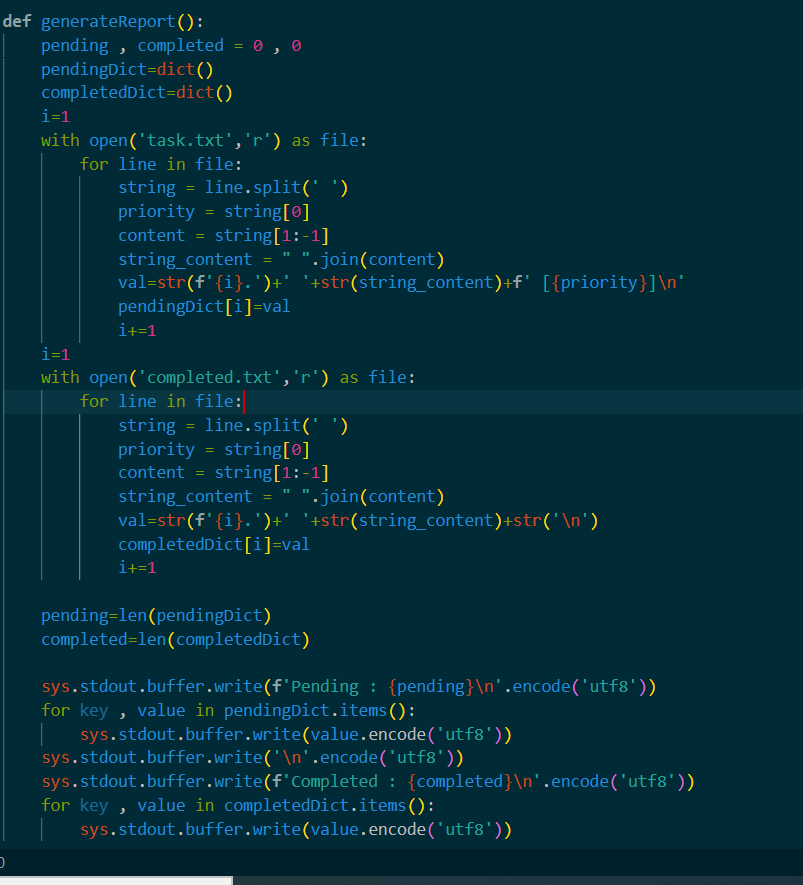 def generateReport():
    pending , completed = 0 , 0
    pendingDict=dict()
    completedDict=dict()
    i=1
    with open('task.txt','r') as file:
        for line in file:
            string = line.split(' ')
            priority = string[0]
            content = string[1:-1]
            string_content = " ".join(content)
            val=str(f'{i}.')+' '+str(string_content)+f' [{priority}]\n'
            pendingDict[i]=val
            i+=1
    i=1
    with open('completed.txt','r') as file:
        for line in file:
            string = line.split(' ')
            priority = string[0]
            content = string[1:-1]
            string_content = " ".join(content)
            val=str(f'{i}.')+' '+str(string_content)+str('\n')
            completedDict[i]=val
            i+=1

    pending=len(pendingDict)
    completed=len(completedDict)

    sys.stdout.buffer.write(f'Pending : {pending}\n'.encode('utf8'))
    for key , value in pendingDict.items():
        sys.stdout.buffer.write(value.encode('utf8'))
    sys.stdout.buffer.write('\n'.encode('utf8'))
    sys.stdout.buffer.write(f'Completed : {completed}\n'.encode('utf8'))
    for key , value in completedDict.items():
        sys.stdout.buffer.write(value.encode('utf8'))